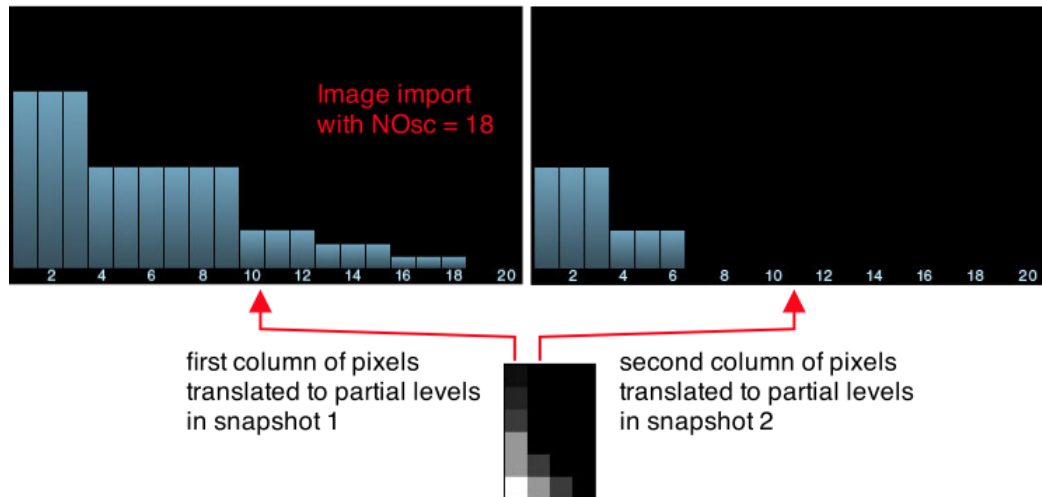 Image import
with NOsc = 18
2 4 6 8 10 12 14 16 18 20
2 4 6 8 10 12 14 16 18 20
first column of pixels
translated to partial levels
in snapshot 1
second column of pixels
translated to partial levels
in snapshot 2